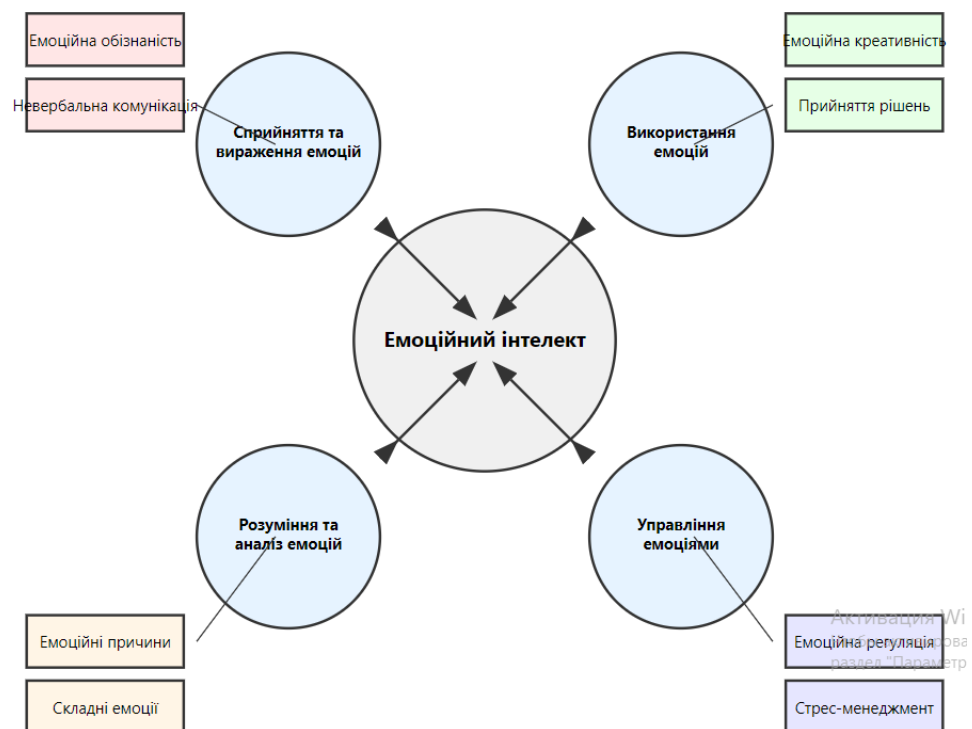 Емоційна обізнаність
Емоційна креативність
Невербальна комунікація
Прийняття рішень
Сприйняття та
вираження емоцій
Використання
емоцій
Емоційний інтелект
Розуміння та
аналіз емоцій
Управління
емоціями
Активация Wi
Емоційні причини
Емоційна регуляція
раздел "Параметр
Складні емоції
Стрес-менеджмент